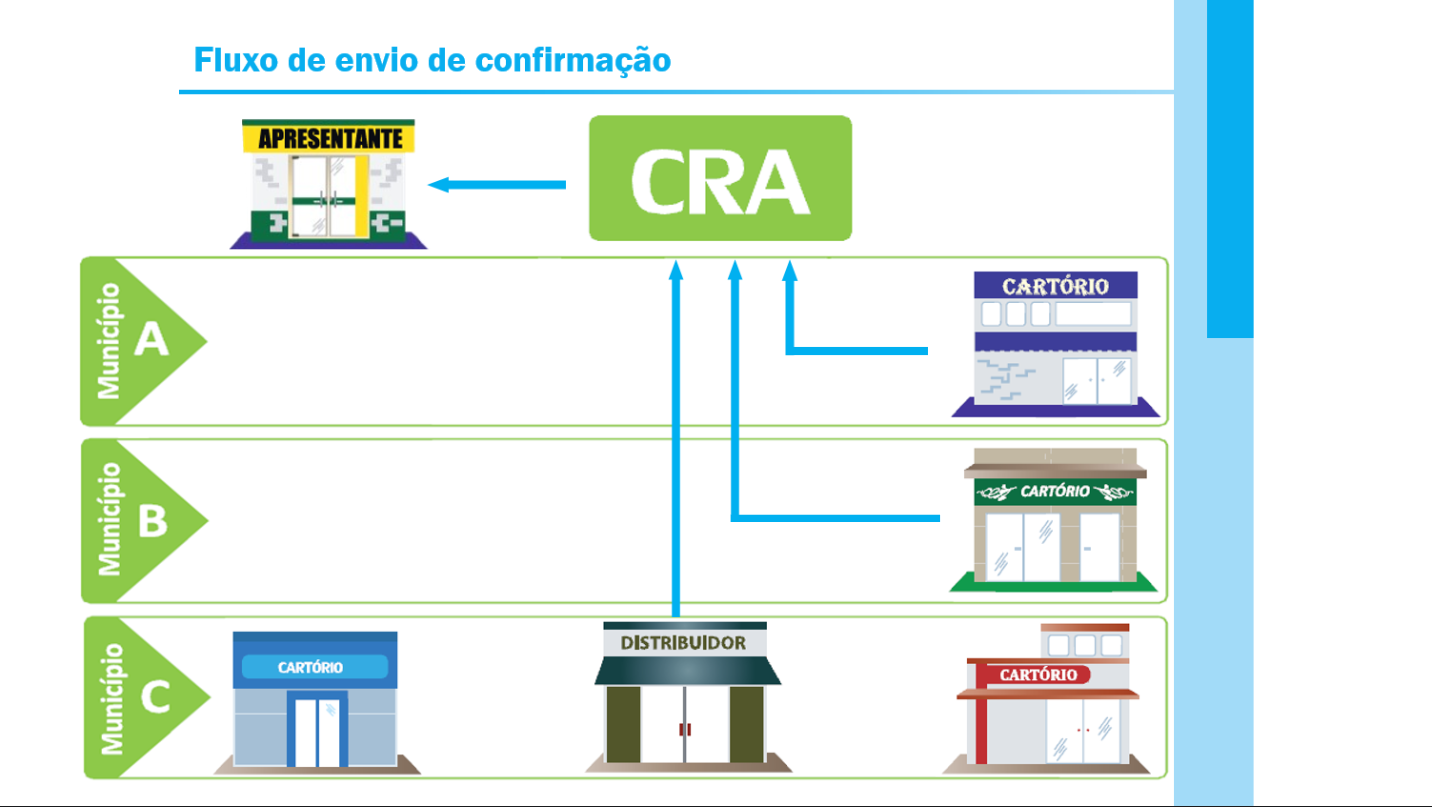 Fluxo de envio de confirmação
APRESENTANTE
CRA
Município
A
CARTÓRIO
Município
B
CARTÓRIO
Município
C
CARTÓRIO
DISTRIBUIDOR
CARTÓRIO